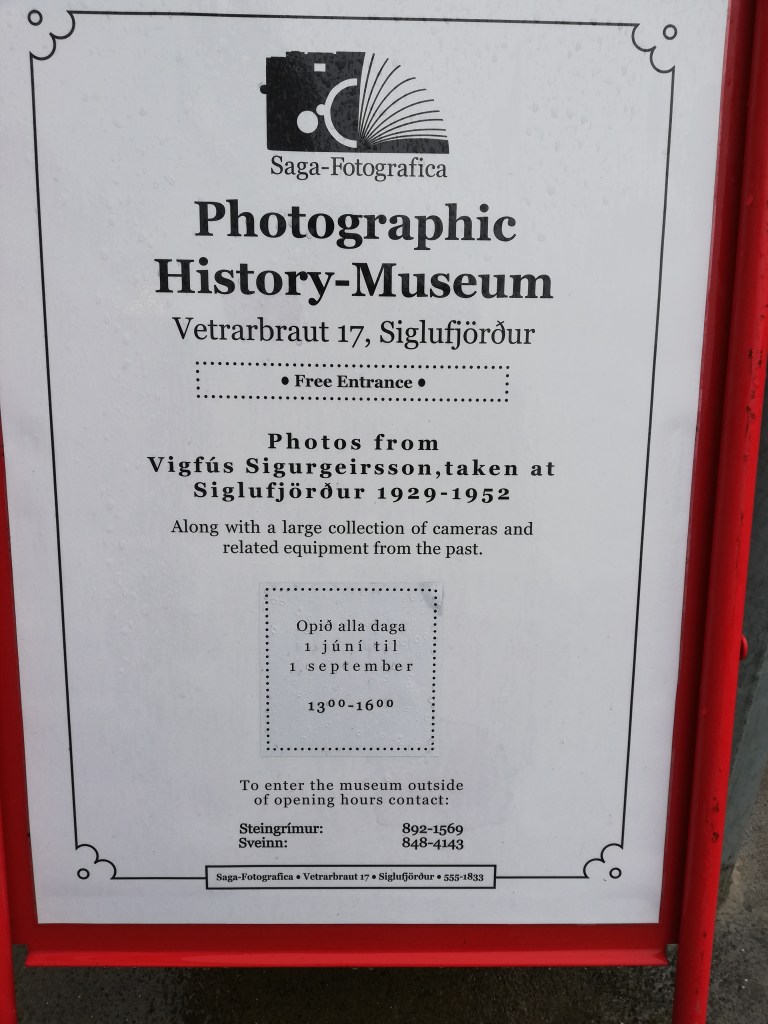 Saga-Fotografica
Photographic
History-Museum
Vetrarbraut 17, Siglufjörður
• Free Entrance •
Photos from
Vigfús Sigurgeirsson,taken at
Siglufjörður 1929-1952
Along with a large collection of cameras and
related equipment from the past.
Opið alla daga
1 júní til
1 september
13⁰⁰-16⁰⁰
To enter the museum outside
of opening hours contact:
Steingrímur: 892-1569
Sveinn: 848-4143
Saga-Fotografica • Vetrarbraut 17 • Siglufjörður • 555-1833